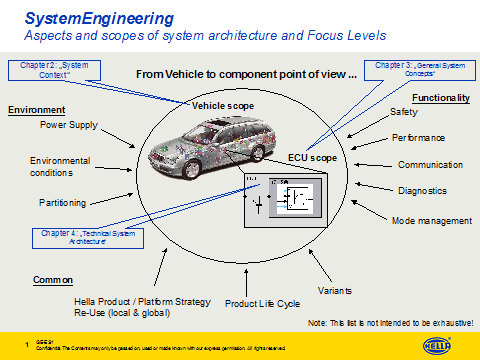 SystemEngineering
Aspects and scopes of system architecture and Focus Levels
Chapter 2: „System
Context“
Chapter 3: „General System
Concepts“
From Vehicle to component point of view ...
Functionality
Vehicle scope
Environment
Safety
Power Supply
Performance
ECU scope
Environmental
conditions
Communication
Diagnostics
Partitioning
Mode management
Chapter 4: „Technical System
Architecture“
Common
Variants
Hella Product / Platform Strategy
Re-Use (local & global)
Product Life Cycle
Note: This list is not intended to be exhaustive!
1
Confidential. The Contents may only be passed on, used or made known with our express permission. All rights reserved.
HELLA